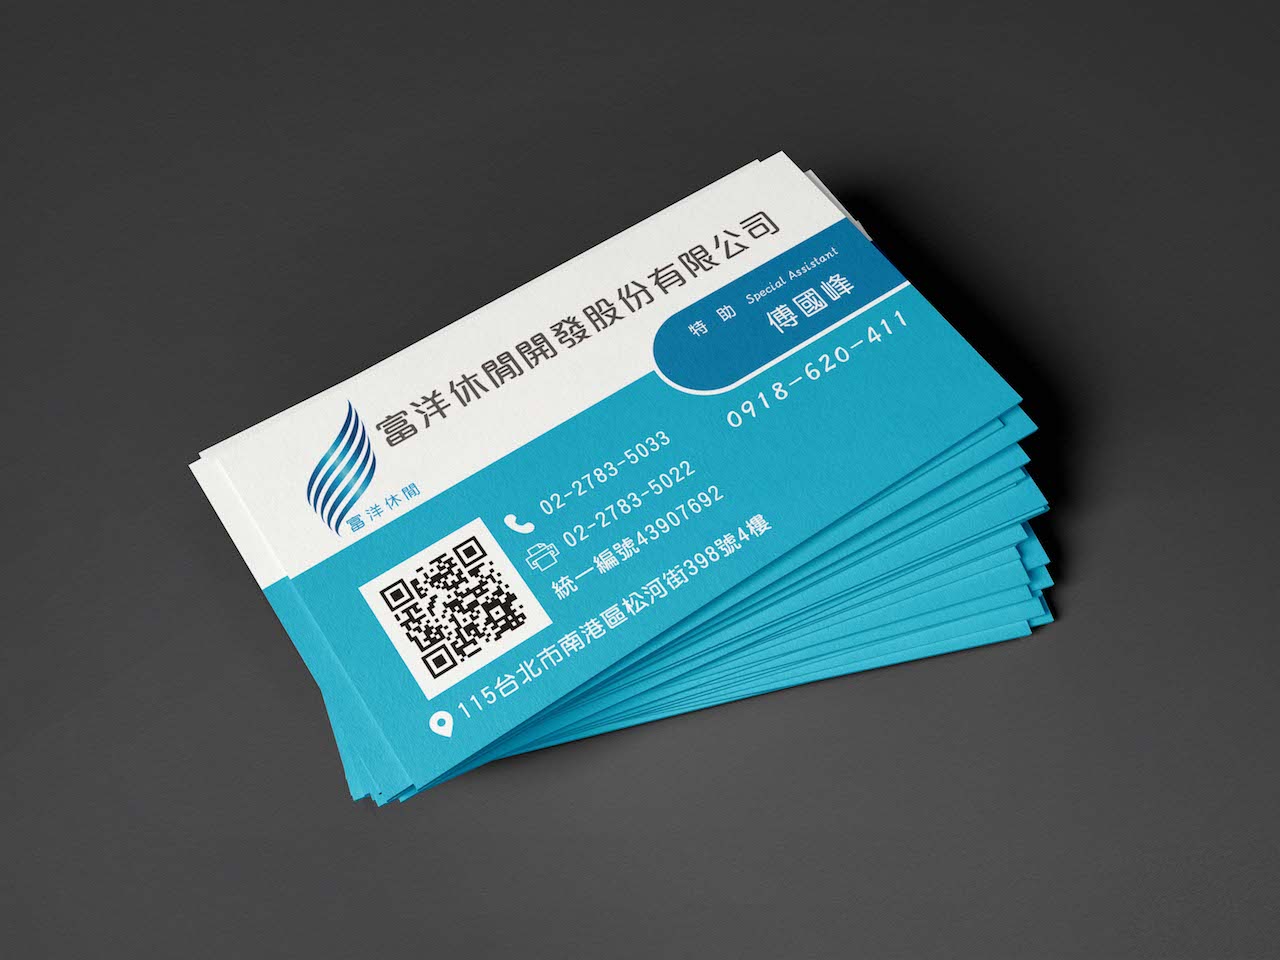 富洋休閒開發股份有限公司
富洋休閒
特助 Special Assistant
傅國峰
0918-620-411
02-2783-5033
02-2783-5022
統一編號43907692
115台北市南港區松河街398號4樓